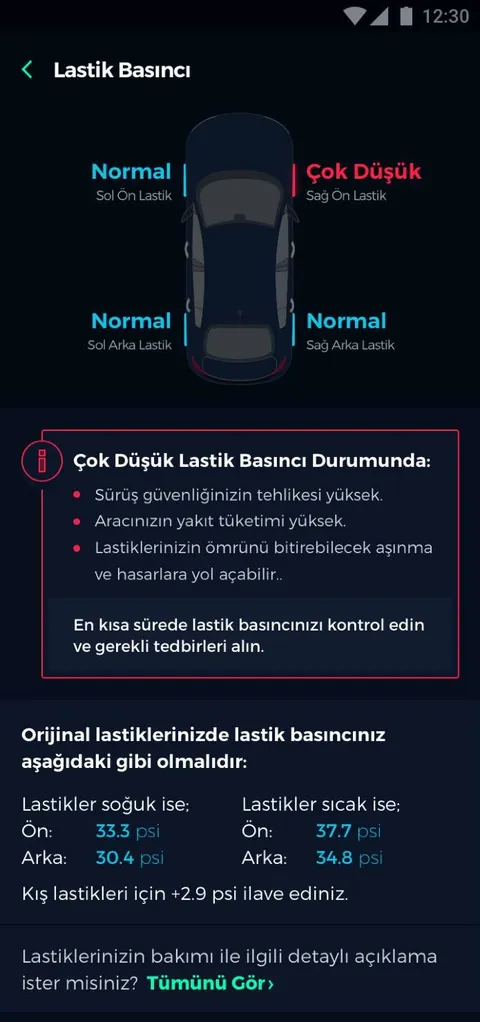 12:30
Lastik Basıncı
Normal
Sol Ön Lastik
Çok Düşük
Sağ Ön Lastik
Normal
Sol Arka Lastik
Normal
Sağ Arka Lastik
Çok Düşük Lastik Basıncı Durumunda:
Sürüş güvenliğinizin tehlikesi yüksek.
Aracınızın yakıt tüketimi yüksek.
Lastiklerinizin ömrünü bitirebilecek aşınma
ve hasarlara yol açabilir..
En kısa sürede lastik basıncınızı kontrol edin
ve gerekli tedbirleri alın.
Orijinal lastiklerinizde lastik basıncınız
aşağıdaki gibi olmalıdır:
Lastikler soğuk ise;
Ön: 33.3 psi
Arka: 30.4 psi
Lastikler sıcak ise;
Ön: 37.7 psi
Arka: 34.8 psi
Kış lastikleri için +2.9 psi ilave ediniz.
Lastiklerinizin bakımı ile ilgili detaylı açıklama
ister misiniz? Tümünü Gör ›